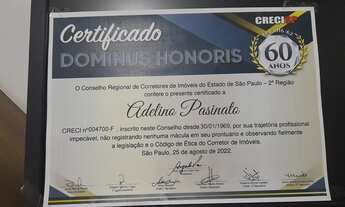 Certificado
CRECI
DOMINUS HONORIS
60
ANOS
O Conselho Regional de Corretores de Imóveis do Estado de São Paulo – 2ª Região
confere o presente certificado a
Adelino Pasinato
CRECI nº004700-F , inscrito neste Conselho desde 30/01/1969, por sua trajetória profissional
impecável, não registrando nenhuma mácula em seu prontuário e observando fielmente
a legislação e o Código de Ética do Corretor de Imóveis.
São Paulo, 25 de agosto de 2022.